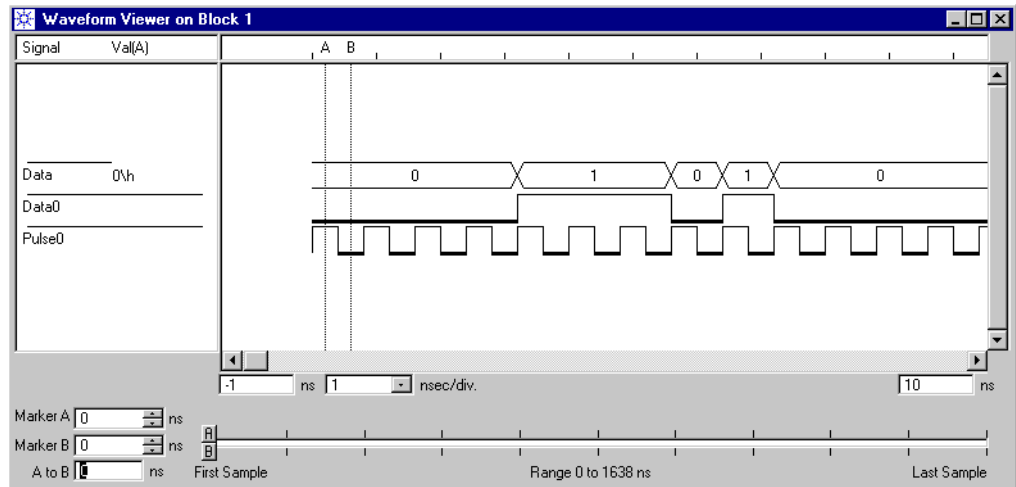 Waveform Viewer on Block 1
Signal Val(A) A B
Data 0\h 0 1 0 1 0
Data0
Pulse0
-1 ns 1 nsec/div. 10 ns
Marker A 0 ns A
Marker B 0 ns B
A to B 0 ns First Sample Range 0 to 1638 ns Last Sample